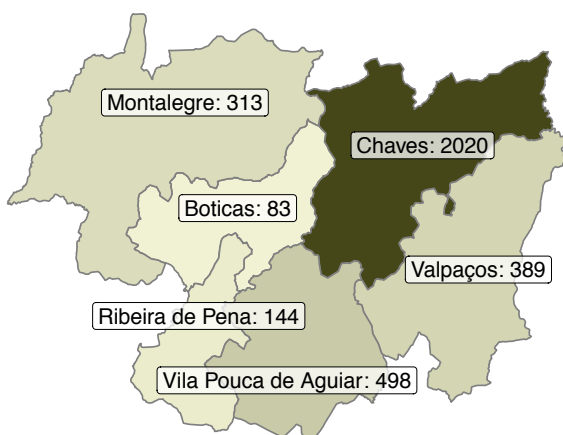 Montalegre: 313
Chaves: 2020
Boticas: 83
Valpaços: 389
Ribeira de Pena: 144
Vila Pouca de Aguiar: 498